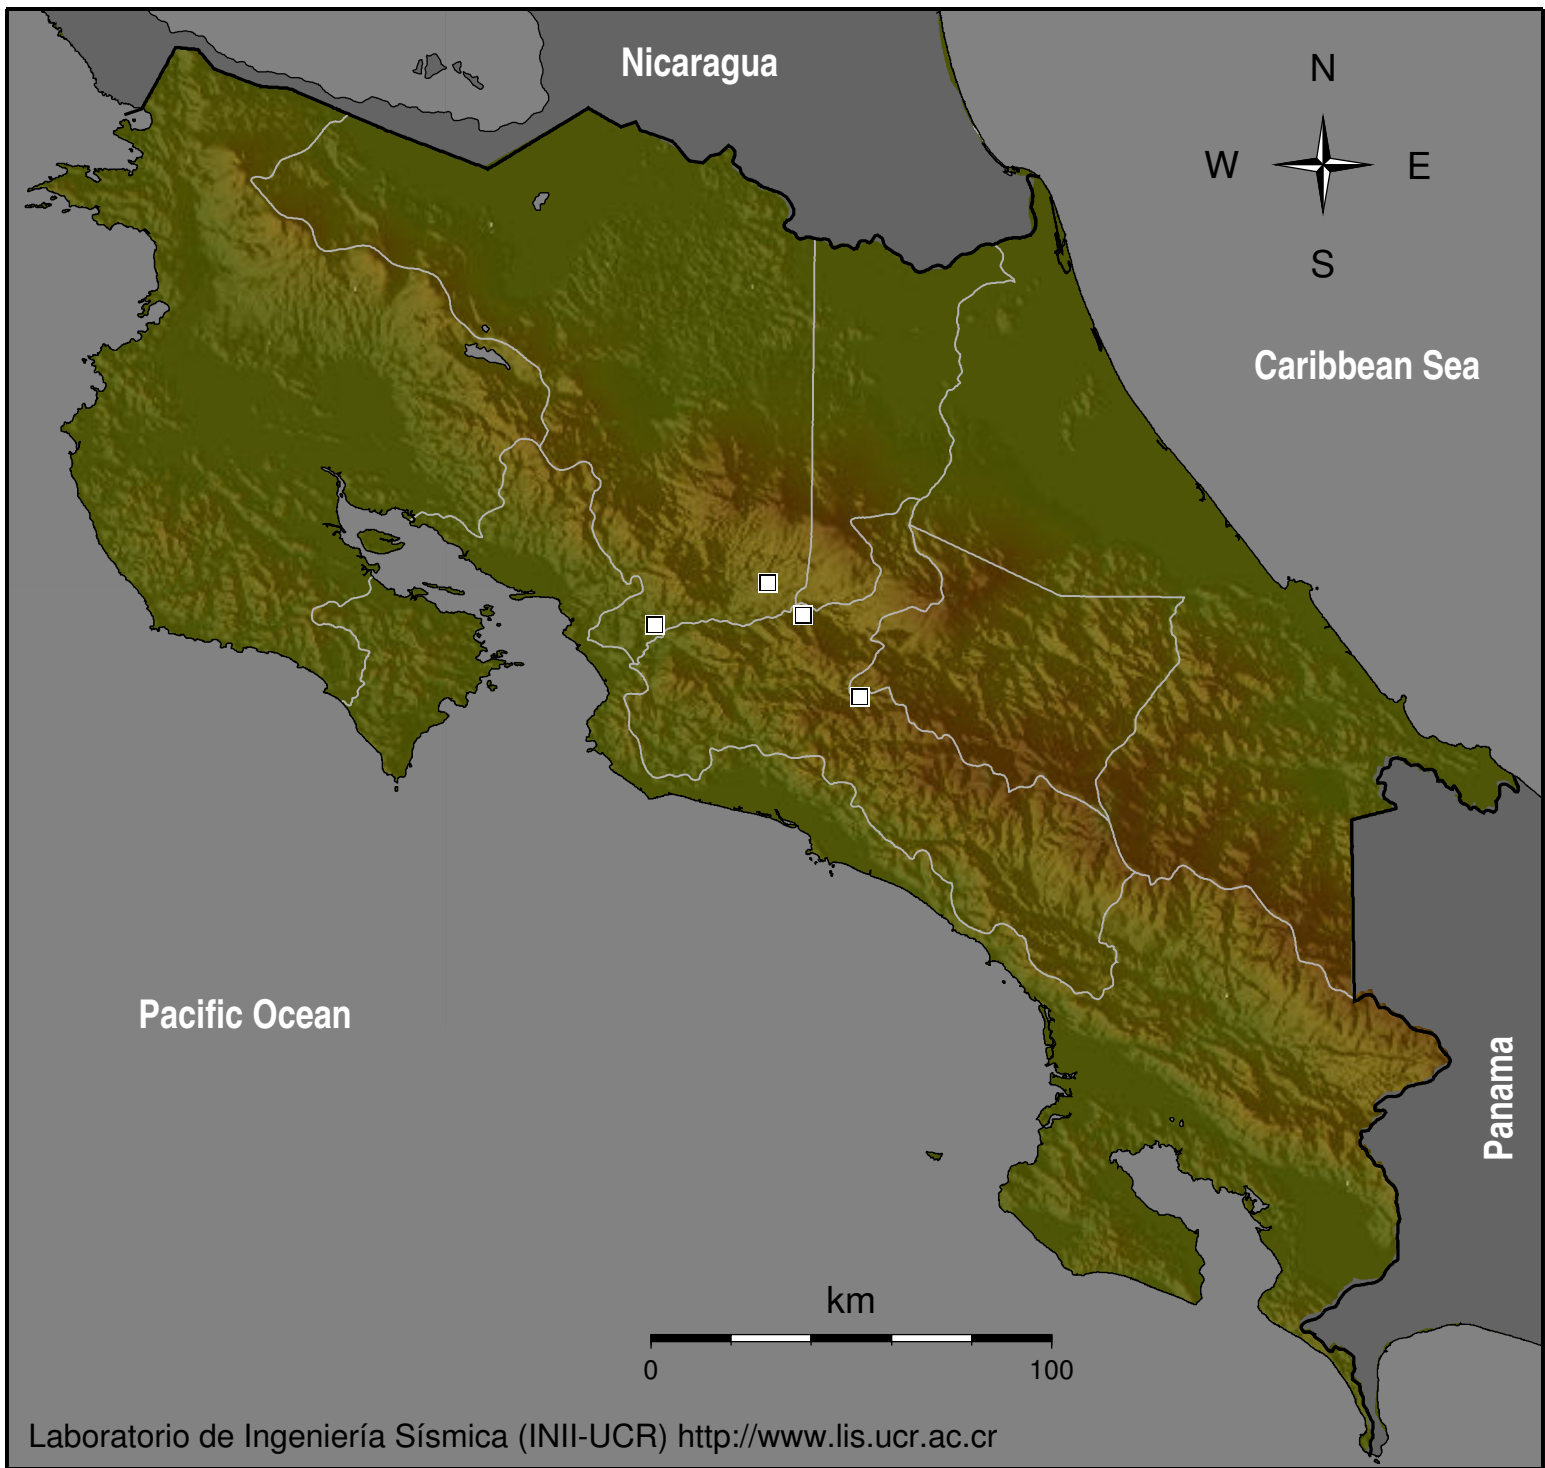 Nicaragua
N
W E
S
Caribbean Sea
Pacific Ocean
Panama
km
0 100
Laboratorio de Ingeniería Sísmica (INII-UCR) http://www.lis.ucr.ac.cr